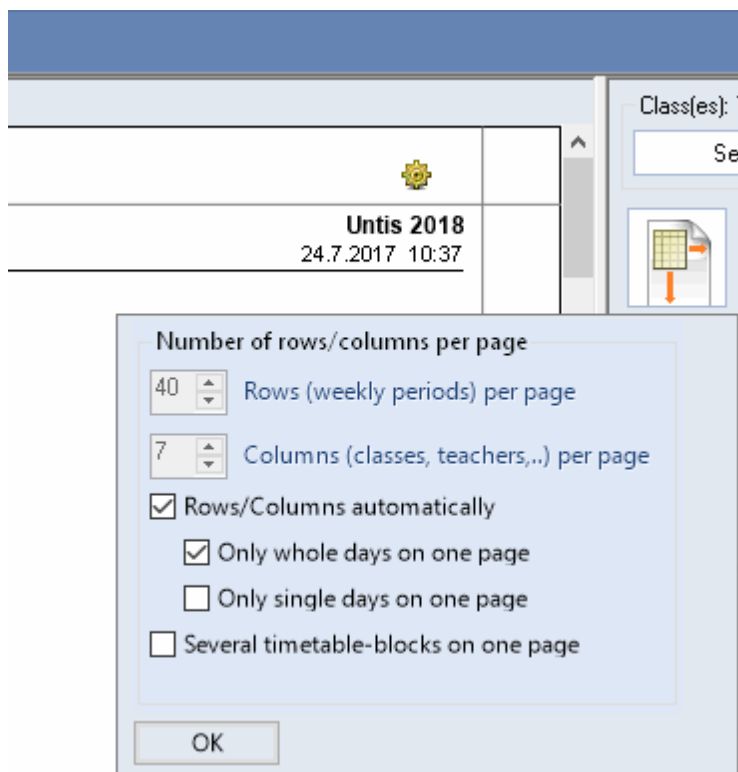 Class(es):
Se
Untis 2018
24.7.2017 10:37
Number of rows/columns per page
40 Rows (weekly periods) per page
7 Columns (classes, teachers,..) per page
Rows/Columns automatically
Only whole days on one page
Only single days on one page
Several timetable-blocks on one page
OK